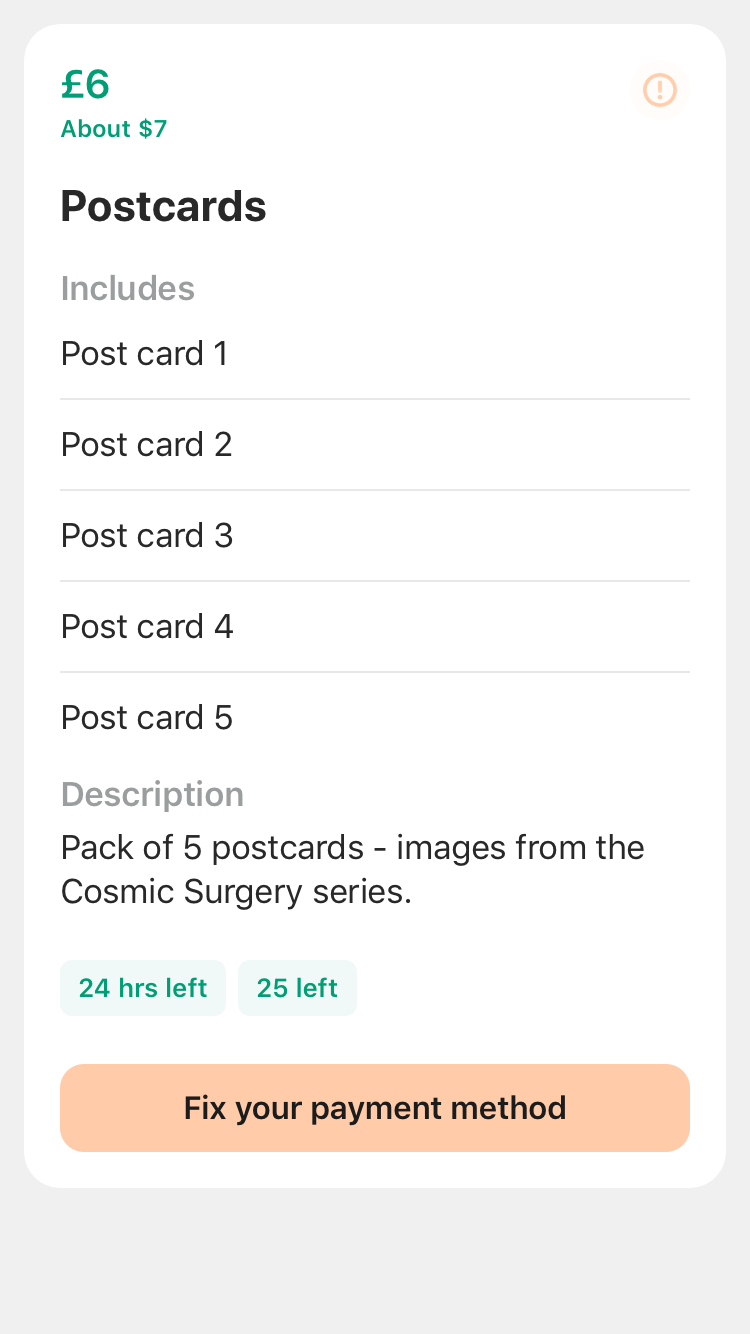 £6
About $7
Postcards
Includes
Post card 1
Post card 2
Post card 3
Post card 4
Post card 5
Description
Pack of 5 postcards - images from the
Cosmic Surgery series.
24 hrs left
25 left
Fix your payment method